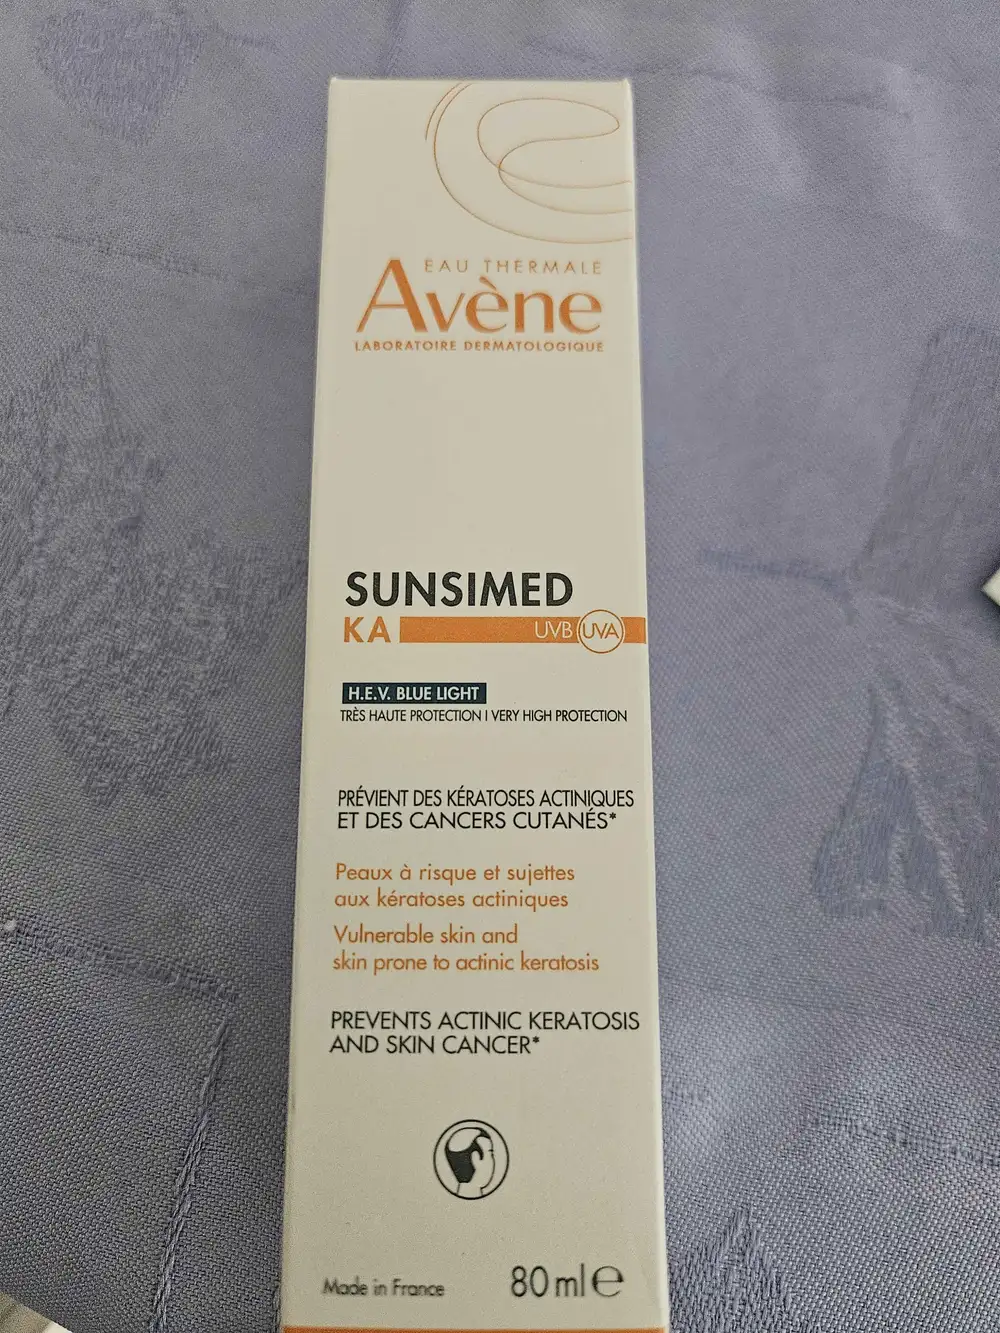 EAU THERMALE
Avène
LABORATOIRE DERMATOLOGIQUE
SUNSIMED
KA UVB UVA
H.E.V. BLUE LIGHT
TRÈS HAUTE PROTECTION I VERY HIGH PROTECTION
PRÉVIENT DES KÉRATOSES ACTINIQUES
ET DES CANCERS CUTANÉS*
Peaux à risque et sujettes
aux kératoses actiniques
Vulnerable skin and
skin prone to actinic keratosis
PREVENTS ACTINIC KERATOSIS
AND SKIN CANCER*
Made in France 80 ml ℮